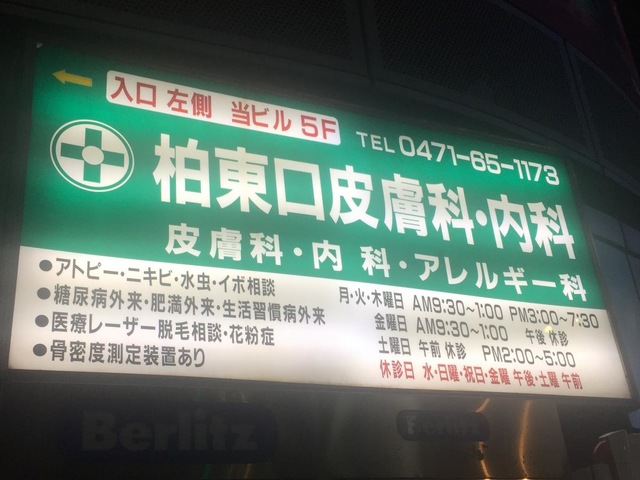 入口 左側 当ビル 5F
TEL 0471-65-1173
柏東口皮膚科・内科
皮膚科・内 科・アレルギー科
●アトピー・ニキビ・水虫・イボ相談
●糖尿病外来・肥満外来・生活習慣病外来
●医療レーザー脱毛相談・花粉症
●骨密度測定装置あり
月・火・木曜日 AM9:30~1:00 PM3:00~7:30
金曜日 AM9:30~1:00 午後 休診
土曜日 午前 休診 PM2:00~5:00
休診日 水・日曜・祝日・金曜 午後・土曜 午前
Berlitz
Berlitz